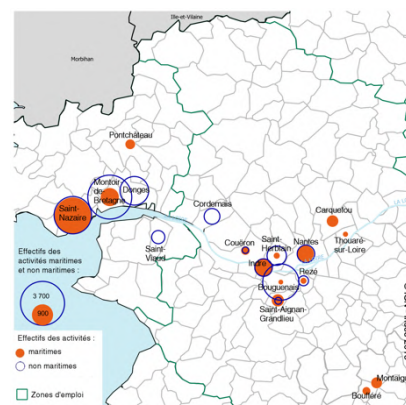 Ille-et-Vilaine
Morbihan
Pontchâteau
Montoir
de
Bretagne
Donges
Saint-
Nazaire
Cordemais
Carquefou
Saint-
Viaud
Couëron
Saint-
Herblain
Nantes
Thouaré-
sur-Loire
Indre
Rezé
Bouguenais
Saint-Aignan-
Grandlieu
Montaigu
Boufféré
Effectifs des
activités maritimes
et non maritimes :
3 700
900
Effectifs des activités :
maritimes
non maritimes
Zones d'emploi